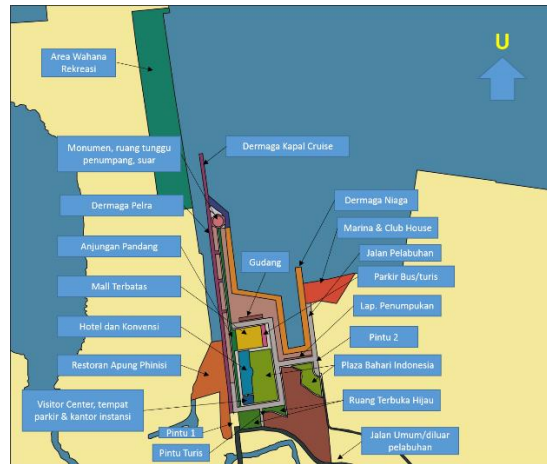 U
Area Wahana
Rekreasi
Monumen, ruang tunggu
penumpang, suar
Dermaga Pelra
Anjungan Pandang
Mall Terbatas
Hotel dan Konvensi
Restoran Apung Phinisi
Visitor Center, tempat
parkir & kantor instansi
Pintu 1
Pintu Turis
Dermaga Kapal Cruise
Gudang
Dermaga Niaga
Marina & Club House
Jalan Pelabuhan
Parkir Bus/turis
Lap. Penumpukan
Pintu 2
Plaza Bahari Indonesia
Ruang Terbuka Hijau
Jalan Umum/diluar
pelabuhan